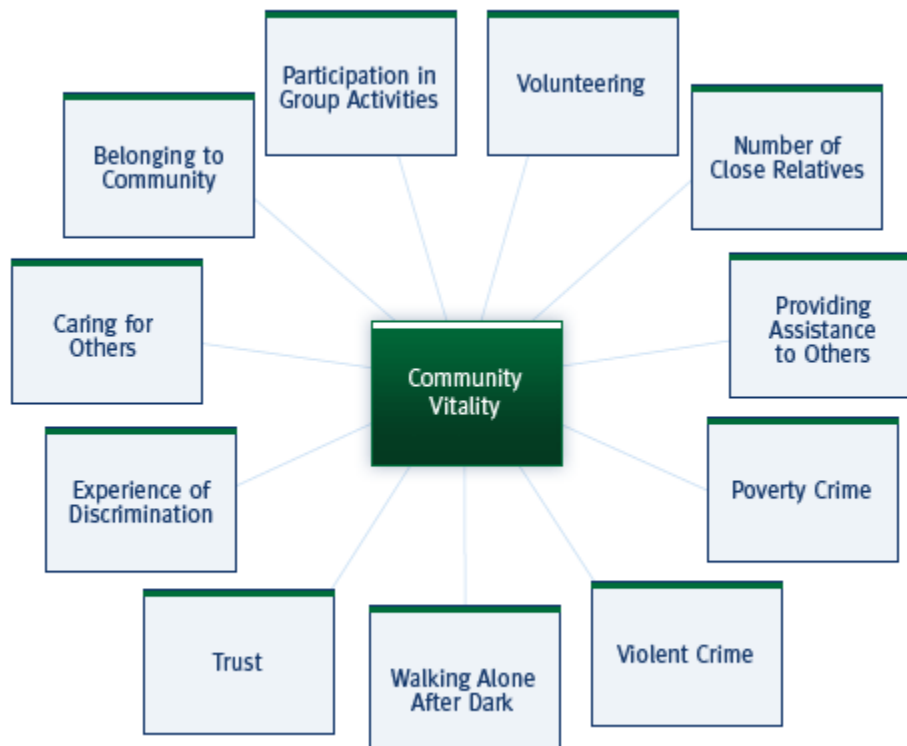 Participation in
Group Activities
Volunteering
Belonging to
Community
Number of
Close Relatives
Caring for
Others
Providing
Assistance
to Others
Community
Vitality
Experience of
Discrimination
Poverty Crime
Trust
Walking Alone
After Dark
Violent Crime